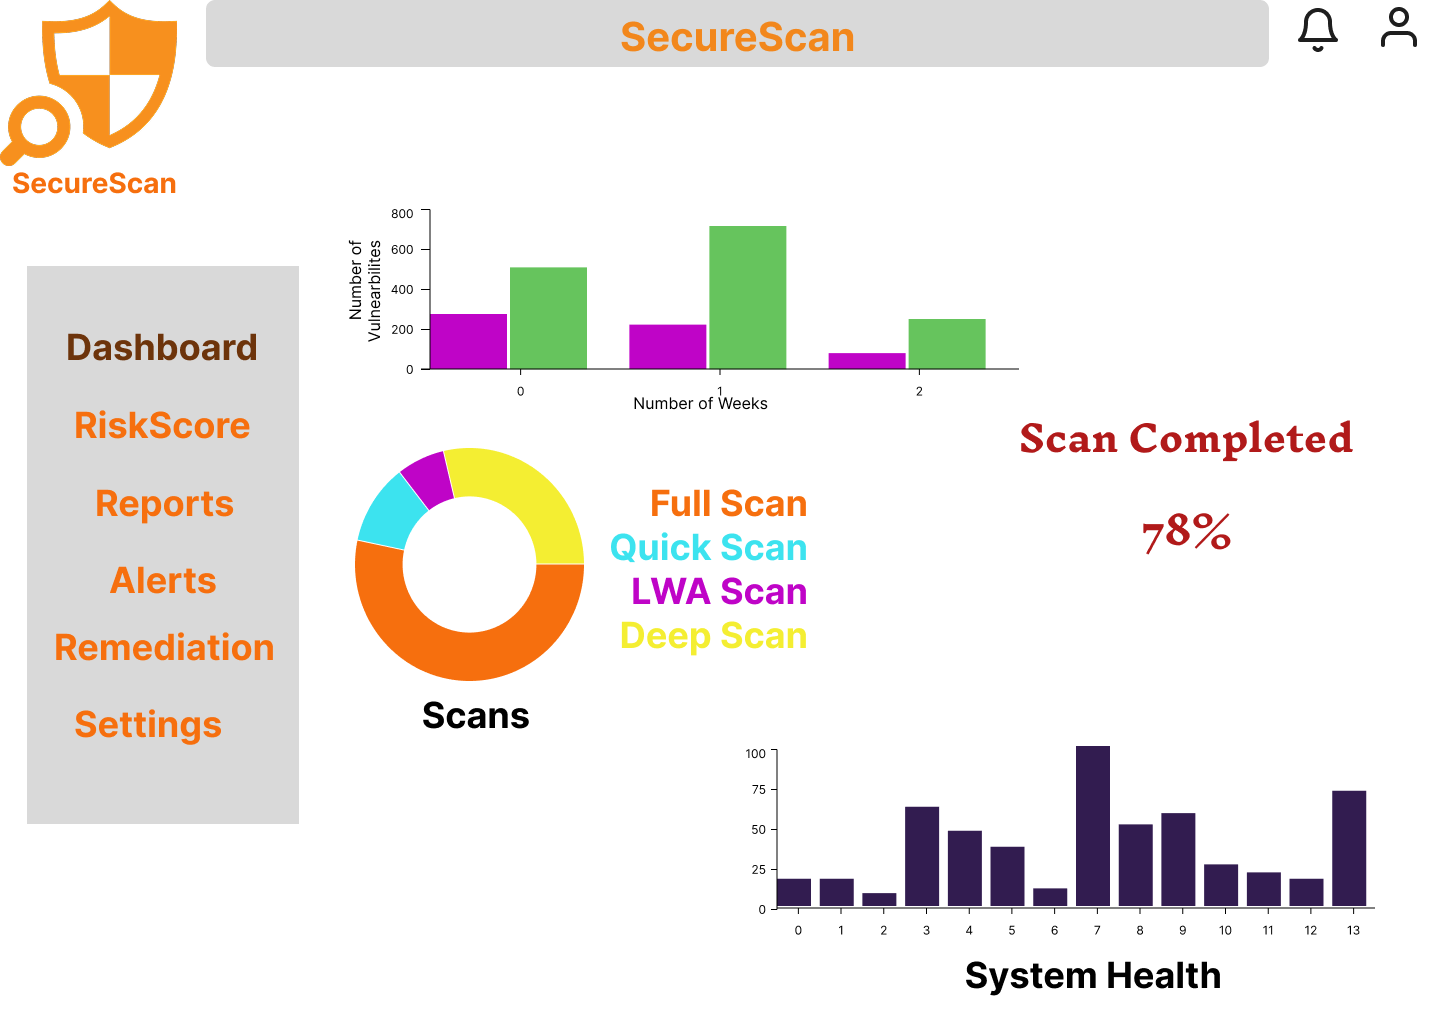 SecureScan
SecureScan
Dashboard
RiskScore
Reports
Alerts
Remediation
Settings
Number of
Vulnearbilites
800
600
400
200
0
0 1 2
Number of Weeks
Full Scan
Quick Scan
LWA Scan
Deep Scan
Scans
Scan Completed
78%
100
75
50
25
0
0 1 2 3 4 5 6 7 8 9 10 11 12 13
System Health